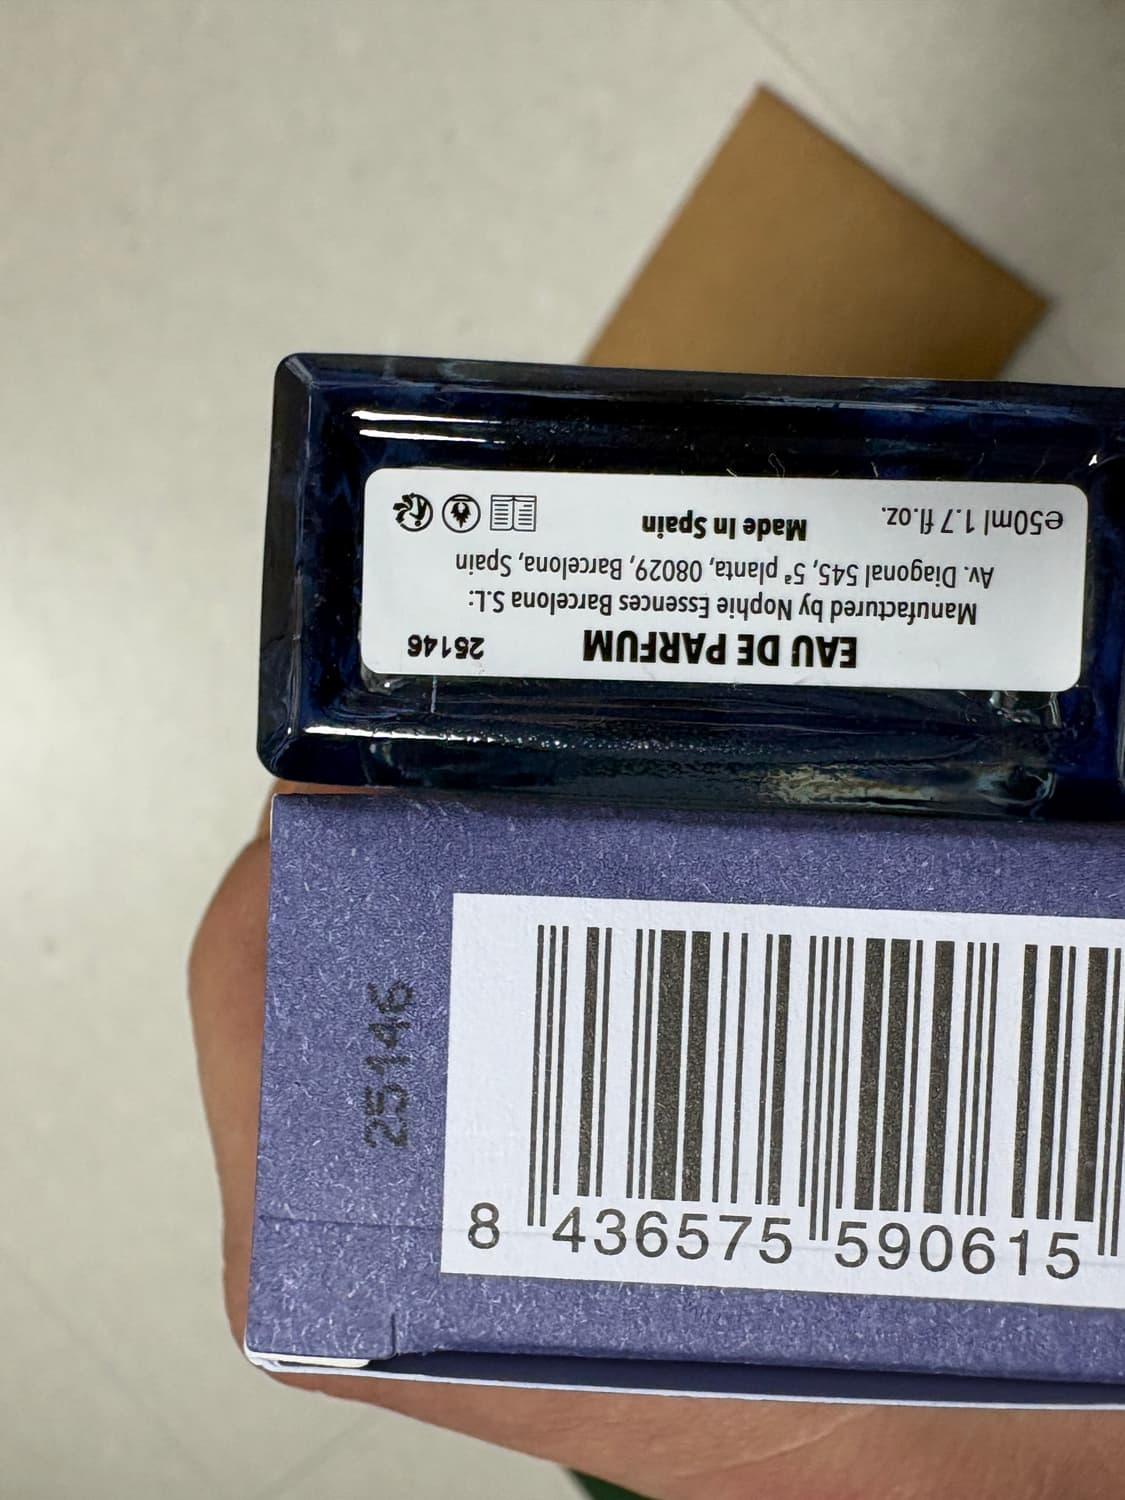 EAU DE PARFUM 25146
Manufactured by Nophie Essences Barcelona S.L:
Av. Diagonal 545, 5ª planta, 08029, Barcelona, Spain
e50ml 1.7 fl.oz. Made In Spain
25146
8 436575 590615